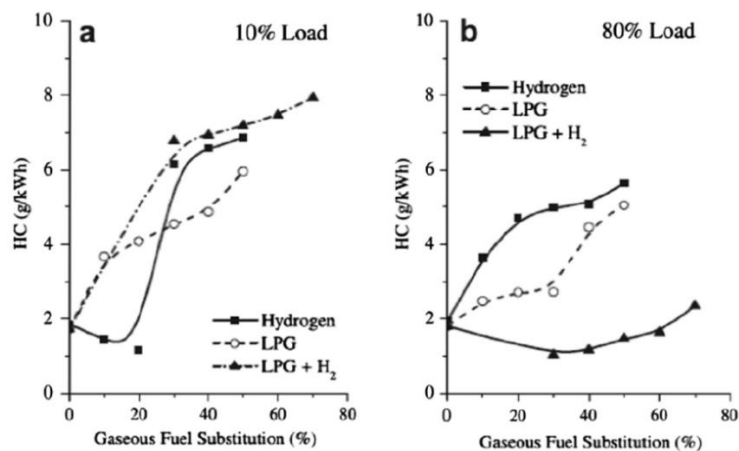 a
10% Load
10
8
6
4
2
0
HC (g/kWh)
Hydrogen
LPG
LPG + H₂
0 20 40 60 80
Gaseous Fuel Substitution (%)
b
80% Load
10
8
6
4
2
0
HC (g/kWh)
Hydrogen
LPG
LPG + H₂
0 20 40 60 80
Gaseous Fuel Substitution (%)